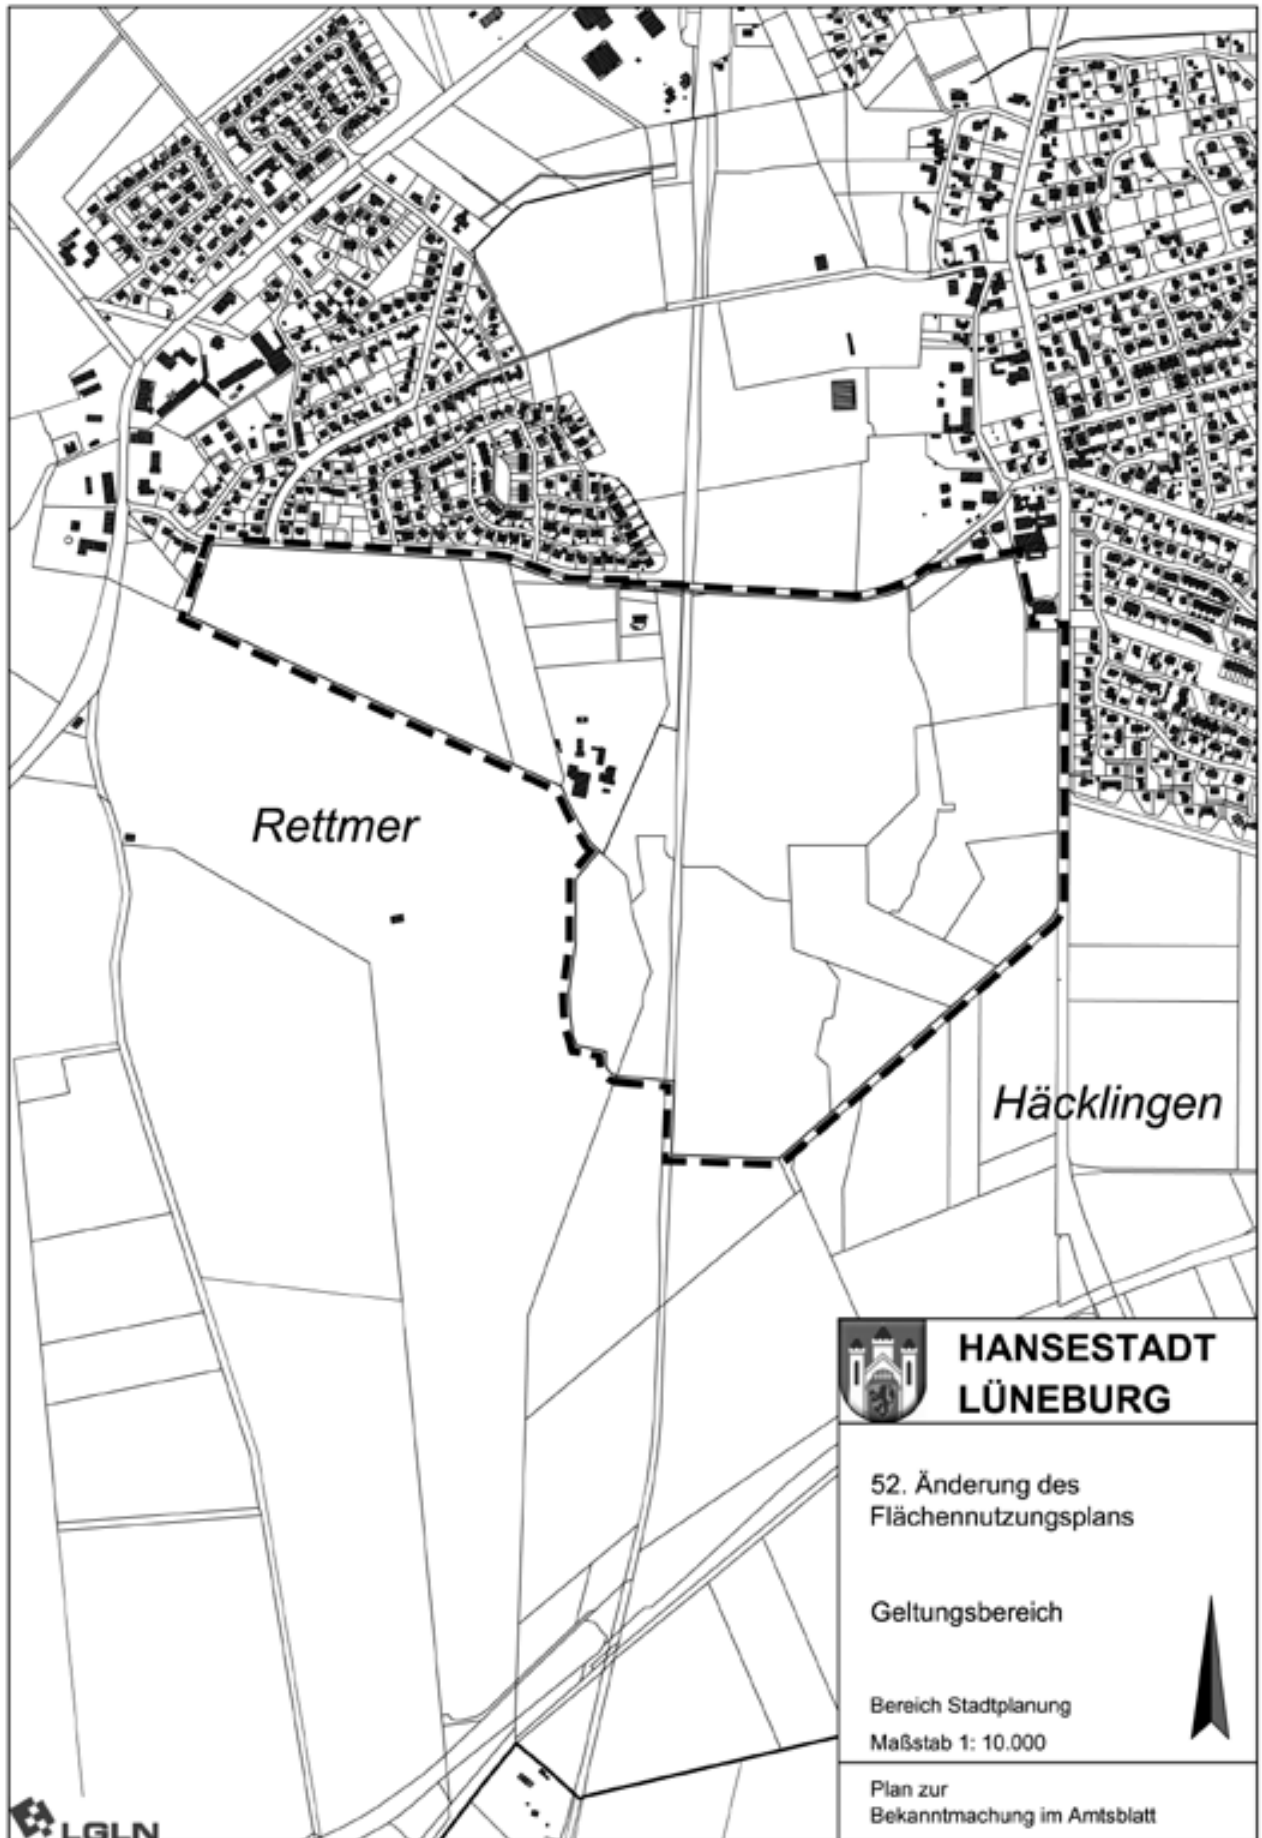 Rettmer
Häcklingen
HANSESTADT
LÜNEBURG
52. Änderung des
Flächennutzungsplans
Geltungsbereich
Bereich Stadtplanung
Maßstab 1: 10.000
Plan zur
Bekanntmachung im Amtsblatt
LGLN